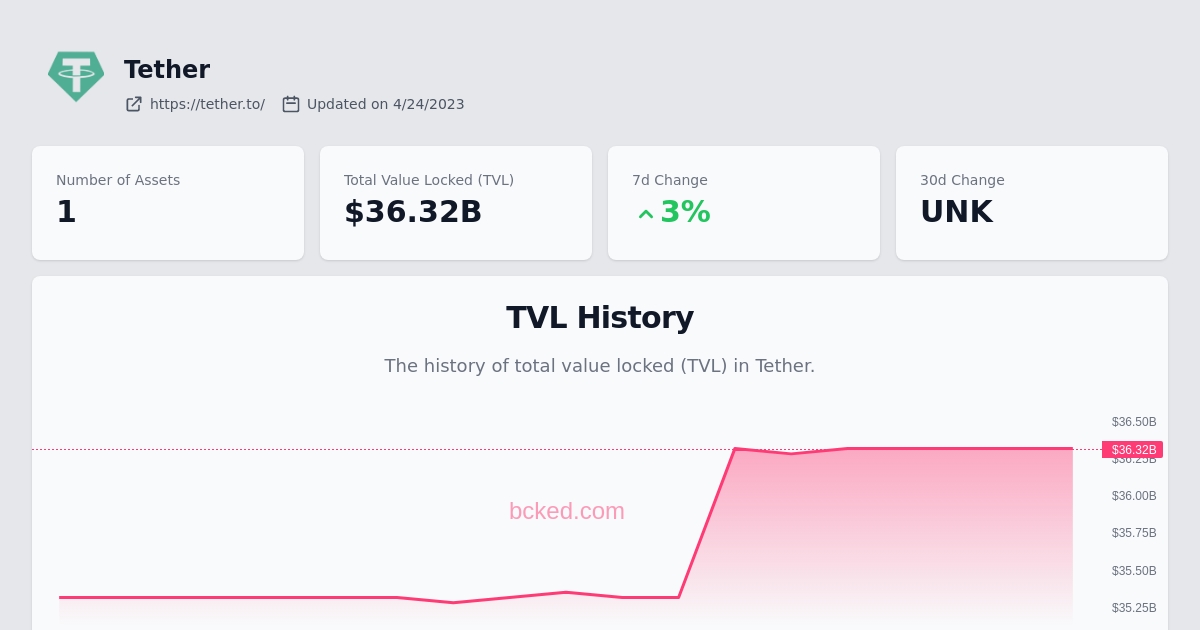 Tether
https://tether.to/ Updated on 4/24/2023
Number of Assets
1
Total Value Locked (TVL)
$36.32B
7d Change
3%
30d Change
UNK
TVL History
The history of total value locked (TVL) in Tether.
$36.50B
$36.32B
$36.25B
$36.00B
bcked.com
$35.75B
$35.50B
$35.25B